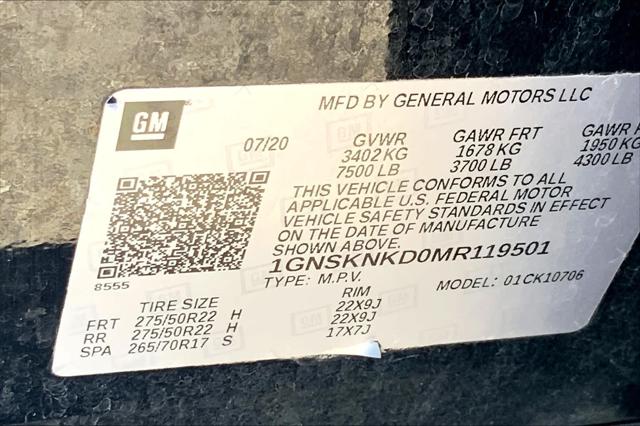 GM
MFD BY GENERAL MOTORS LLC
07/20 GVWR GAWR FRT GAWR
3402 KG 1678 KG 1950 KG
7500 LB 3700 LB 4300 LB
THIS VEHICLE CONFORMS TO ALL
APPLICABLE U.S. FEDERAL MOTOR
VEHICLE SAFETY STANDARDS IN EFFECT
ON THE DATE OF MANUFACTURE
SHOWN ABOVE.
1GNSKNKD0MR119501
8555
TYPE: M.P.V. MODEL: 01CK10706
TIRE SIZE RIM
FRT 275/50R22 H 22X9J
RR 275/50R22 H 22X9J
SPA 265/70R17 S 17X7J